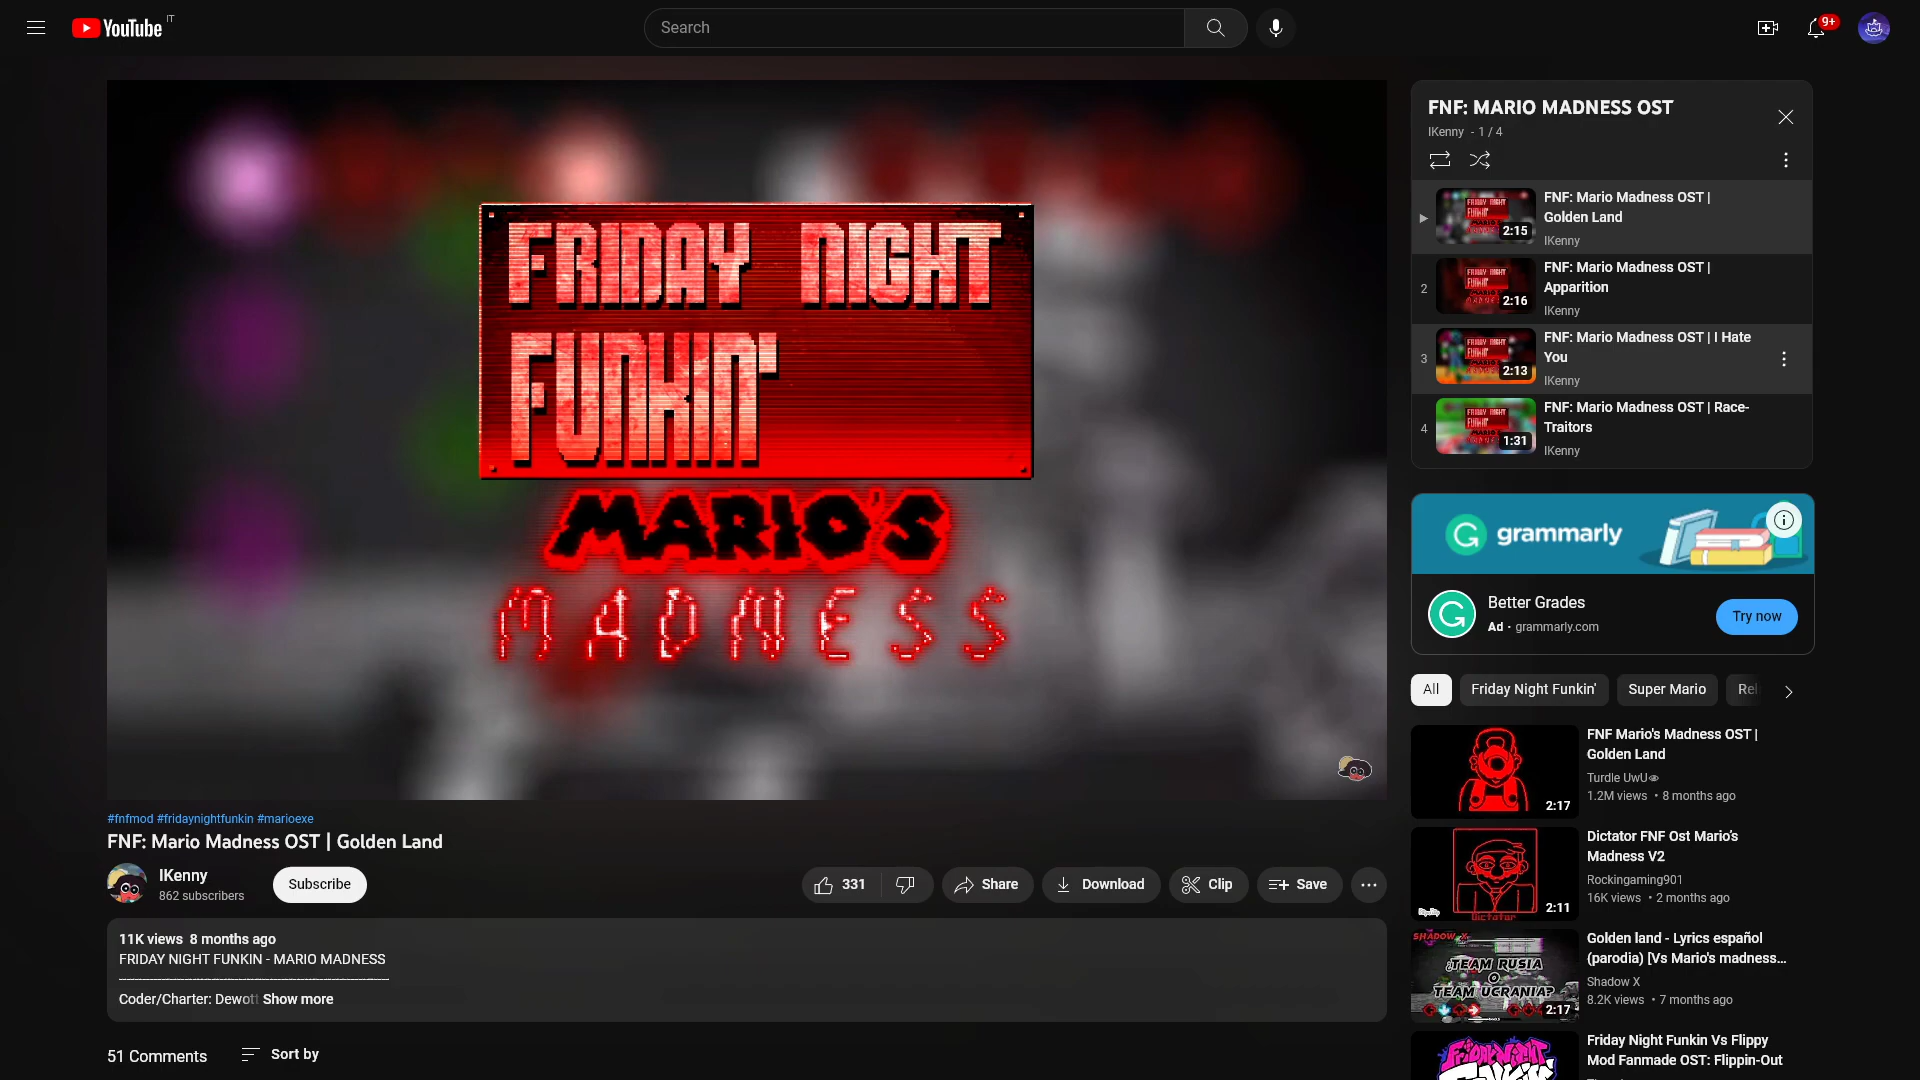 YouTube IT
Search
9+
FRIDAY NIGHT
FUNKIN'
MARIO'S
MADNESS
#fnfmod #fridaynightfunkin #marioexe
FNF: Mario Madness OST | Golden Land
IKenny
862 subscribers
Subscribe
331
Share
Download
Clip
Save
11K views 8 months ago
FRIDAY NIGHT FUNKIN - MARIO MADNESS
Coder/Charter: Dewott Show more
51 Comments
Sort by
FNF: MARIO MADNESS OST
IKenny - 1 / 4
FNF: Mario Madness OST |
Golden Land
IKenny
2:15
2
FNF: Mario Madness OST |
Apparition
IKenny
2:16
3
FNF: Mario Madness OST | I Hate
You
IKenny
2:13
4
FNF: Mario Madness OST | Race-
Traitors
IKenny
1:31
grammarly
Better Grades
Ad · grammarly.com
Try now
All
Friday Night Funkin'
Super Mario
FNF Mario's Madness OST |
Golden Land
Turdle UwU
1.2M views • 8 months ago
2:17
Dictator FNF Ost Mario's
Madness V2
Rockingaming901
16K views • 2 months ago
Dictator
2:11
Golden land - Lyrics español
(parodia) [Vs Mario's madness...
Shadow X
8.2K views • 7 months ago
SHADOW X
¿TEAM RUSIA
O
TEAM UCRANIA?
2:17
Friday Night Funkin Vs Flippy
Mod Fanmade OST: Flippin-Out
FRIDAY NIGHT